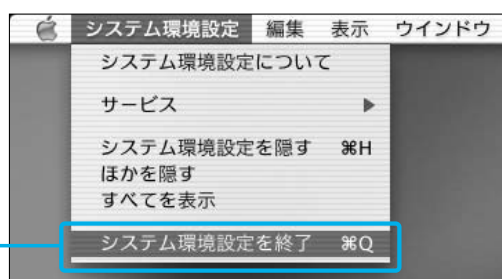 システム環境設定 編集 表示 ウインドウ
システム環境設定について
サービス
システム環境設定を隠す ⌘H
ほかを隠す
すべてを表示
システム環境設定を終了 ⌘Q